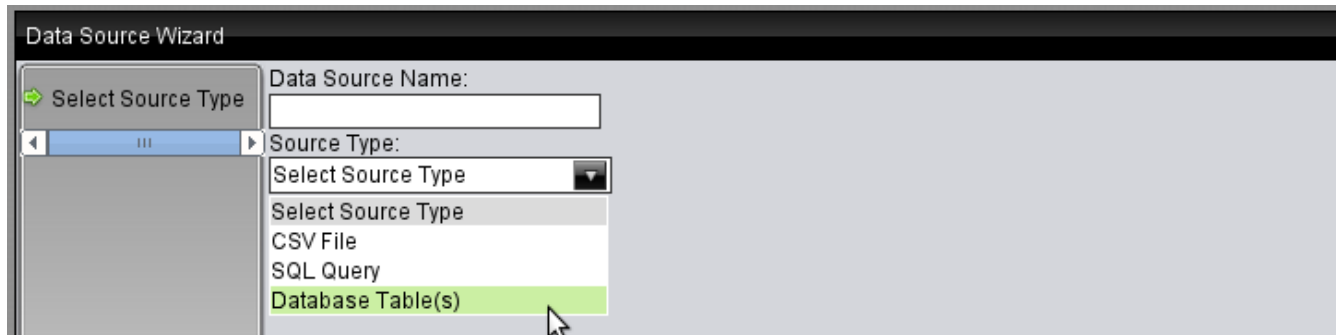 Data Source Wizard
Select Source Type
Data Source Name:
Source Type:
Select Source Type
Select Source Type
CSV File
SQL Query
Database Table(s)